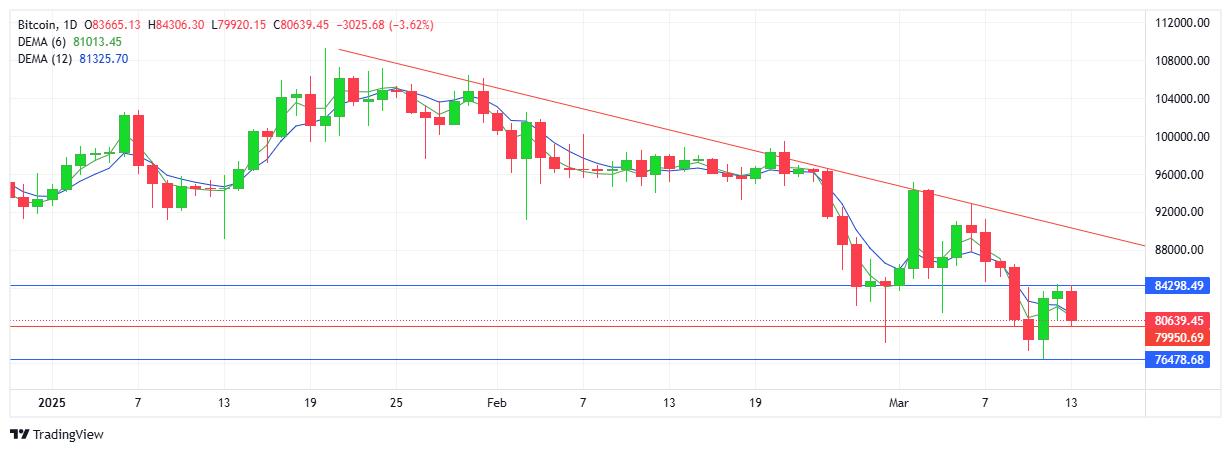 Bitcoin, 1D O83665.13 H84306.30 L79920.15 C80639.45 −3025.68 (−3.62%)
DEMA (6) 81013.45
DEMA (12) 81325.70
112000.00
108000.00
104000.00
100000.00
96000.00
92000.00
88000.00
84298.49
80639.45
79950.69
76478.68
2025 7 13 19 25 Feb 7 13 19 Mar 7 13
TradingView